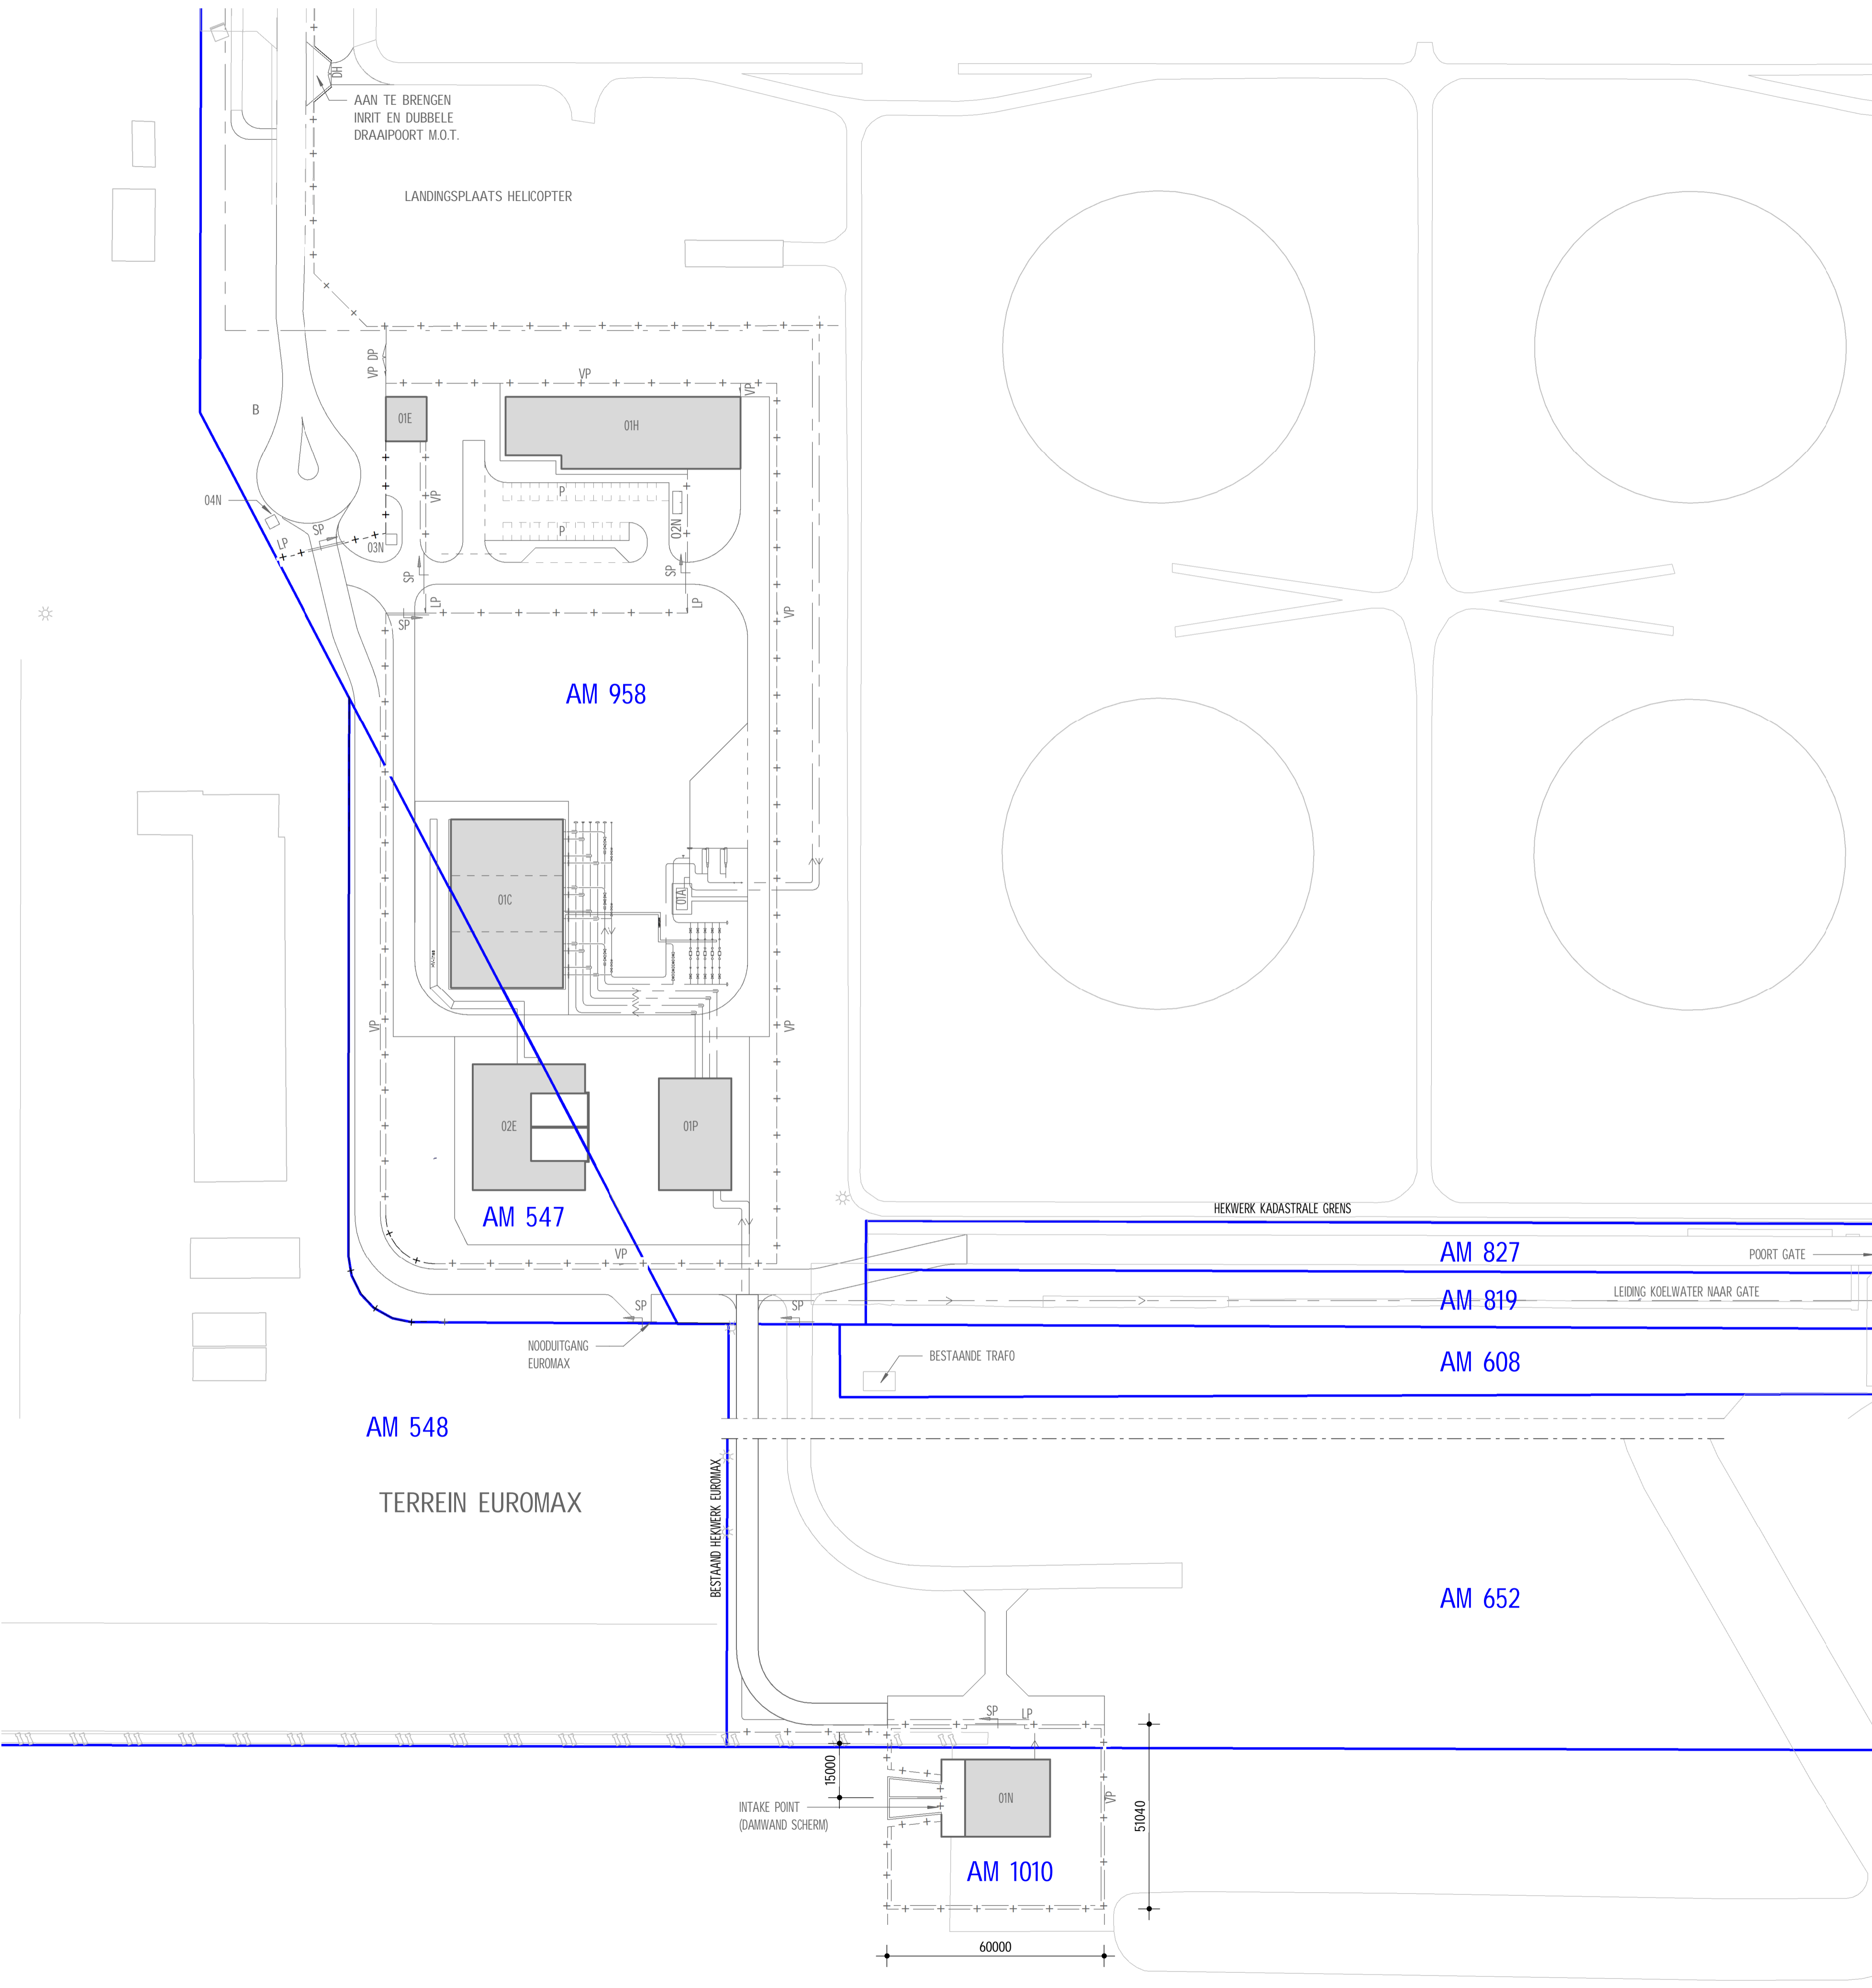 DH
AAN TE BRENGEN
INRIT EN DUBBELE
DRAAIPOORT M.O.T.
LANDINGSPLAATS HELICOPTER
VP DP
VP
VP
B
01E
01H
VP
P
P
02N
04N
SP
LP
03N
SP
SP
LP
LP
SP
VP
AM 958
01C
01A
VP
VP
02E
01P
AM 547
VP
HEKWERK KADASTRALE GRENS
AM 827
POORT GATE
LEIDING KOELWATER NAAR GATE
AM 819
SP
SP
NOODUITGANG
EUROMAX
BESTAANDE TRAFO
AM 608
AM 548
TERREIN EUROMAX
BESTAAND HEKWERK EUROMAX
AM 652
SP
LP
15000
INTAKE POINT
(DAMWAND SCHERM)
01N
VP
51040
AM 1010
60000